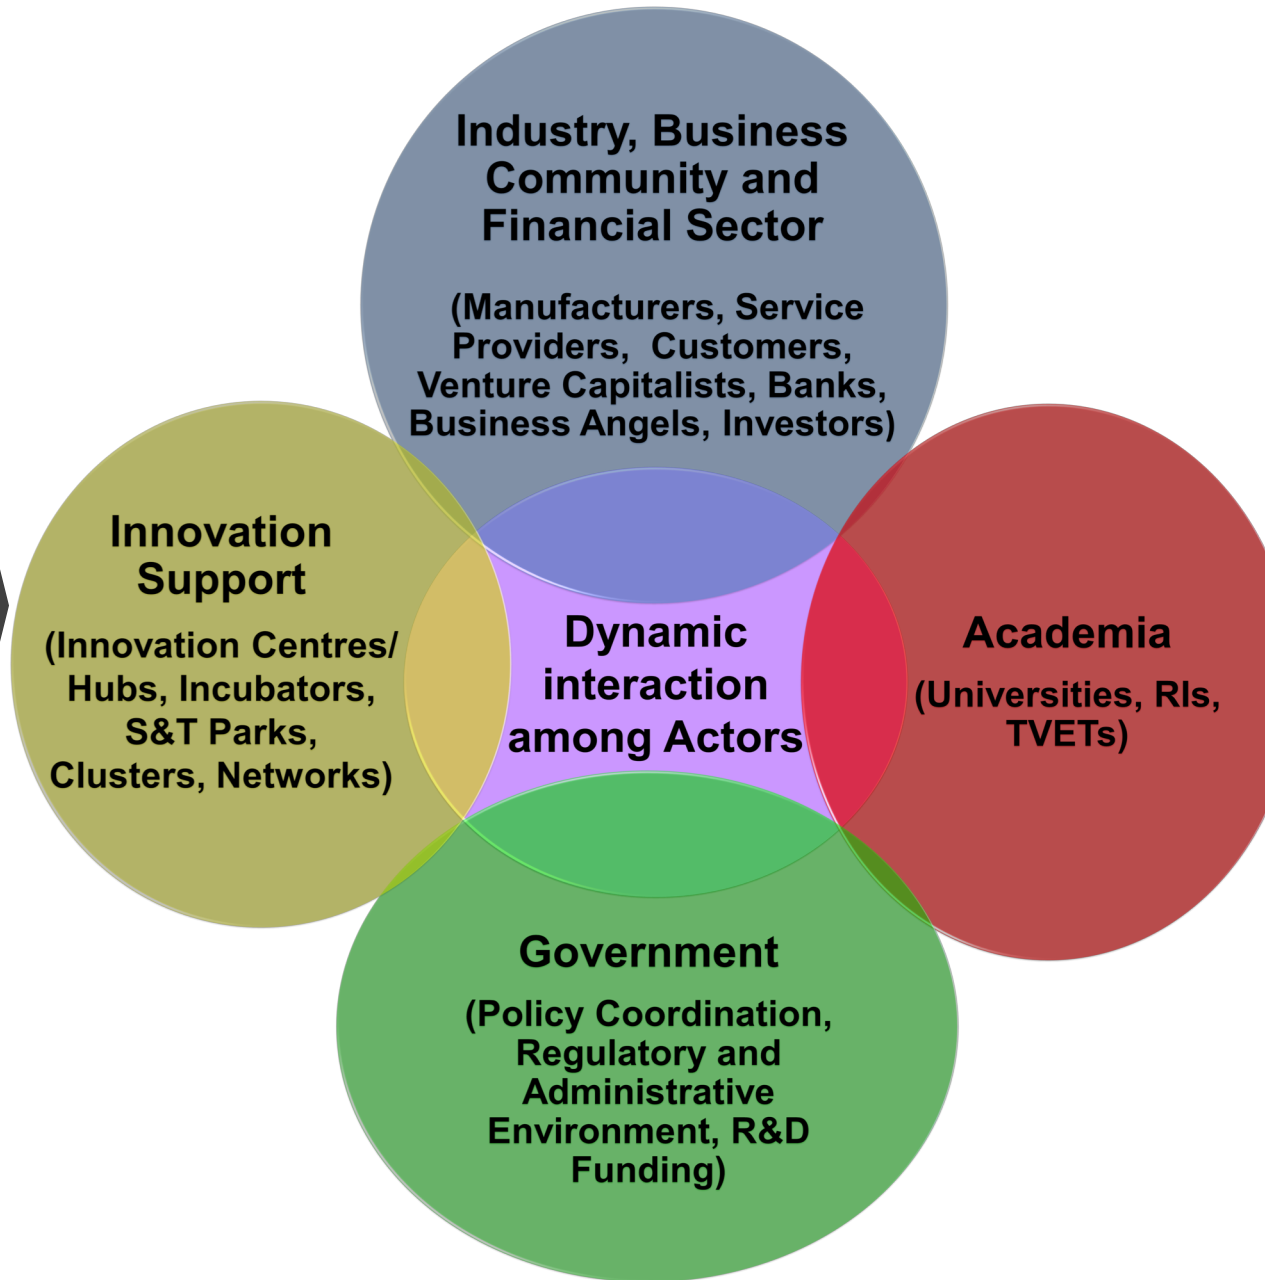 Industry, Business
Community and
Financial Sector
(Manufacturers, Service
Providers,  Customers,
Venture Capitalists, Banks,
Business Angels, Investors)
Innovation
Support
(Innovation Centres/
Hubs, Incubators,
S&T Parks,
Clusters, Networks)
Dynamic
interaction
among Actors
Academia
(Universities, RIs,
TVETs)
Government
(Policy Coordination,
Regulatory and
Administrative
Environment, R&D
Funding)